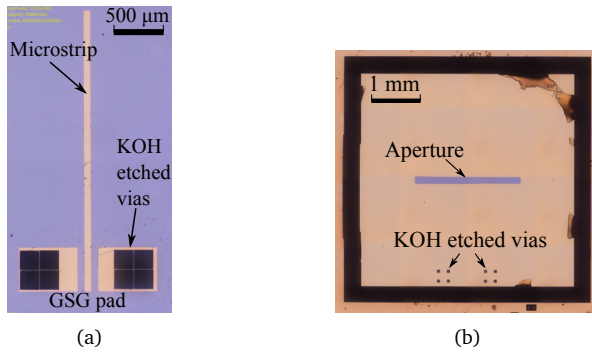 500 μm
Microstrip
KOH
etched
vias
GSG pad
(a)
1 mm
Aperture
KOH etched vias
(b)